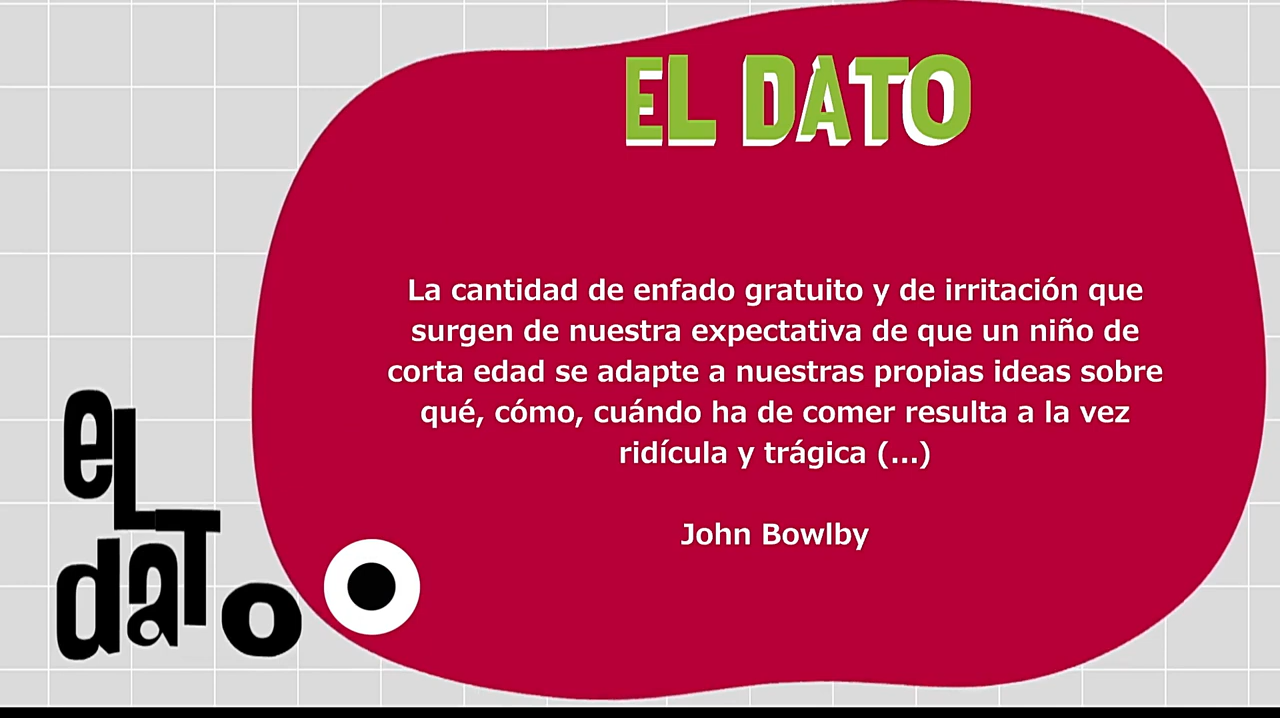 EL DATO
La cantidad de enfado gratuito y de irritación que
surgen de nuestra expectativa de que un niño de
corta edad se adapte a nuestras propias ideas sobre
qué, cómo, cuándo ha de comer resulta a la vez
ridícula y trágica (...)
John Bowlby
eL
daTo